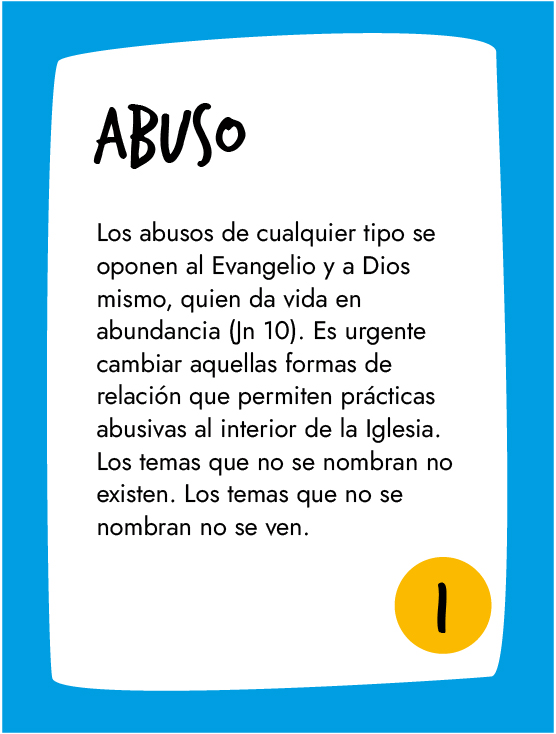 ABUSO
Los abusos de cualquier tipo se
oponen al Evangelio y a Dios
mismo, quien da vida en
abundancia (Jn 10). Es urgente
cambiar aquellas formas de
relación que permiten prácticas
abusivas al interior de la Iglesia.
Los temas que no se nombran no
existen. Los temas que no se
nombran no se ven.
1